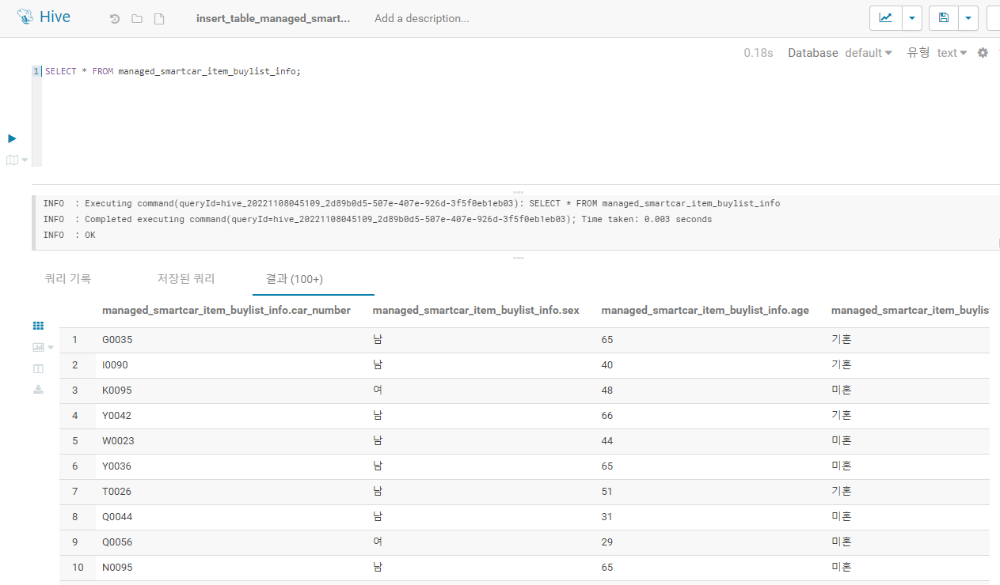 Hive
insert_table_managed_smart...
Add a description...
0.18s Database default 유형 text
1 SELECT * FROM managed_smartcar_item_buylist_info;
INFO : Executing command(queryId=hive_20221108045109_2d89b0d5-507e-407e-926d-3f5f0eb1eb03): SELECT * FROM managed_smartcar_item_buylist_info
INFO : Completed executing command(queryId=hive_20221108045109_2d89b0d5-507e-407e-926d-3f5f0eb1eb03); Time taken: 0.003 seconds
INFO : OK
쿼리 기록 저장된 쿼리 결과 (100+)
managed_smartcar_item_buylist_info.car_number managed_smartcar_item_buylist_info.sex managed_smartcar_item_buylist_info.age managed_smartcar_item_buylis
1 G0035 남 65 기혼
2 I0090 남 40 기혼
3 K0095 여 48 미혼
4 Y0042 남 66 기혼
5 W0023 남 44 미혼
6 Y0036 남 65 미혼
7 T0026 남 51 기혼
8 Q0044 남 31 미혼
9 Q0056 여 29 미혼
10 N0095 남 65 미혼